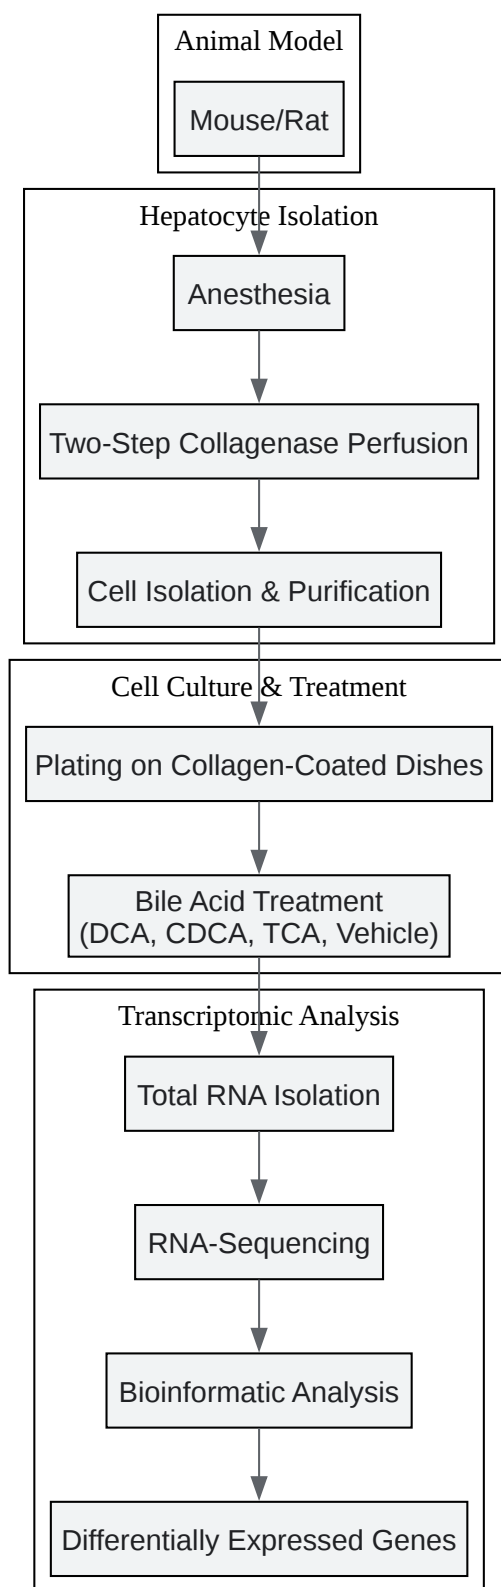 Animal Model
Mouse/Rat
Hepatocyte Isolation
Anesthesia
Two-Step Collagenase Perfusion
Cell Isolation & Purification
Cell Culture & Treatment
Plating on Collagen-Coated Dishes
Bile Acid Treatment
(DCA, CDCA, TCA, Vehicle)
Transcriptomic Analysis
Total RNA Isolation
RNA-Sequencing
Bioinformatic Analysis
Differentially Expressed Genes